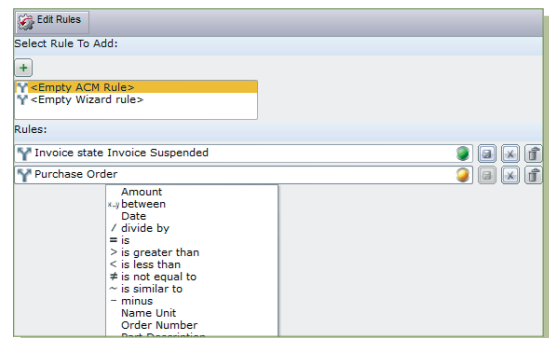 Edit Rules
Select Rule To Add:
+
<Empty ACM Rule>
<Empty Wizard rule>
Rules:
Invoice state Invoice Suspended
Purchase Order
Amount
x..y between
Date
/ divide by
= is
> is greater than
< is less than
≠ is not equal to
~ is similar to
− minus
Name Unit
Order Number
Part Description